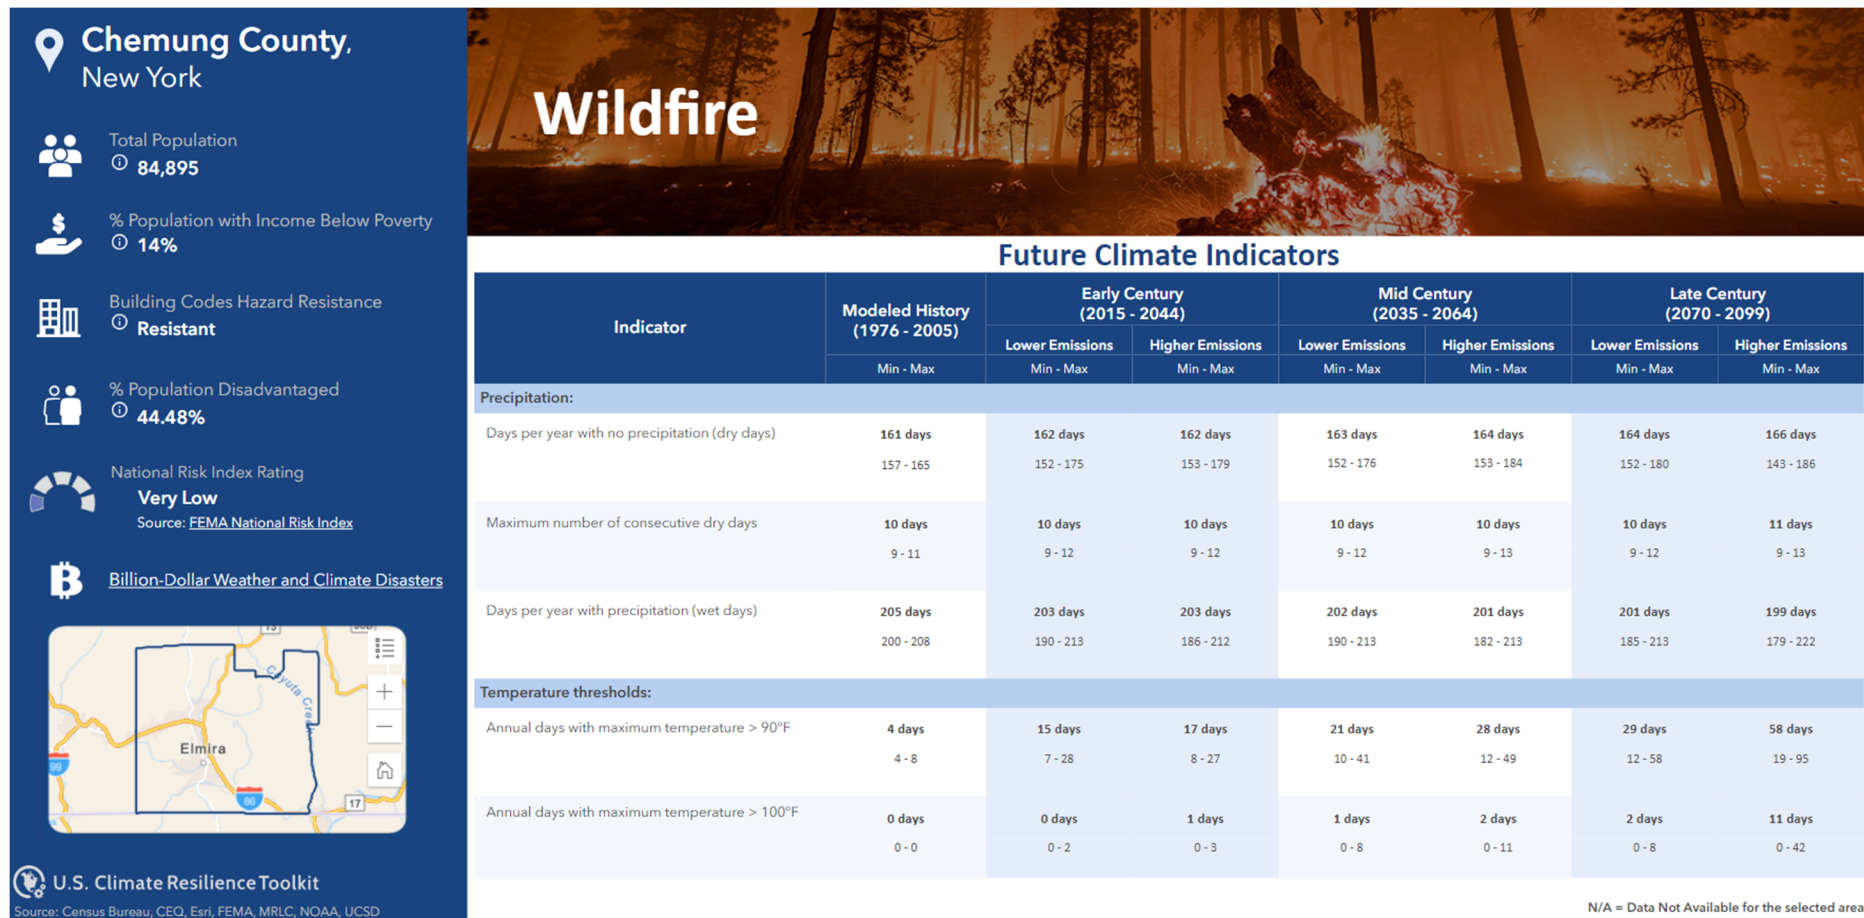 Chemung County,
New York
Total Population
84,895
% Population with Income Below Poverty
14%
Building Codes Hazard Resistance
Resistant
% Population Disadvantaged
44.48%
National Risk Index Rating
Very Low
Source: FEMA National Risk Index
Billion-Dollar Weather and Climate Disasters
13
Cayuta Creek
Elmira
99
86
17
U.S. Climate Resilience Toolkit
Source: Census Bureau, CEQ, Esri, FEMA, MRLC, NOAA, UCSD
Wildfire
Future Climate Indicators
Indicator
Modeled History
(1976 - 2005)
Early Century
(2015 - 2044)
Mid Century
(2035 - 2064)
Late Century
(2070 - 2099)
Lower Emissions Higher Emissions Lower Emissions Higher Emissions Lower Emissions Higher Emissions
Min - Max Min - Max Min - Max Min - Max Min - Max Min - Max Min - Max
Precipitation:
Days per year with no precipitation (dry days) 161 days 162 days 162 days 163 days 164 days 164 days 166 days
157 - 165 152 - 175 153 - 179 152 - 176 153 - 184 152 - 180 143 - 186
Maximum number of consecutive dry days 10 days 10 days 10 days 10 days 10 days 10 days 11 days
9 - 11 9 - 12 9 - 12 9 - 12 9 - 13 9 - 12 9 - 13
Days per year with precipitation (wet days) 205 days 203 days 203 days 202 days 201 days 201 days 199 days
200 - 208 190 - 213 186 - 212 190 - 213 182 - 213 185 - 213 179 - 222
Temperature thresholds:
Annual days with maximum temperature > 90°F 4 days 15 days 17 days 21 days 28 days 29 days 58 days
4 - 8 7 - 28 8 - 27 10 - 41 12 - 49 12 - 58 19 - 95
Annual days with maximum temperature > 100°F 0 days 0 days 1 days 1 days 2 days 2 days 11 days
0 - 0 0 - 2 0 - 3 0 - 8 0 - 11 0 - 8 0 - 42
N/A = Data Not Available for the selected area